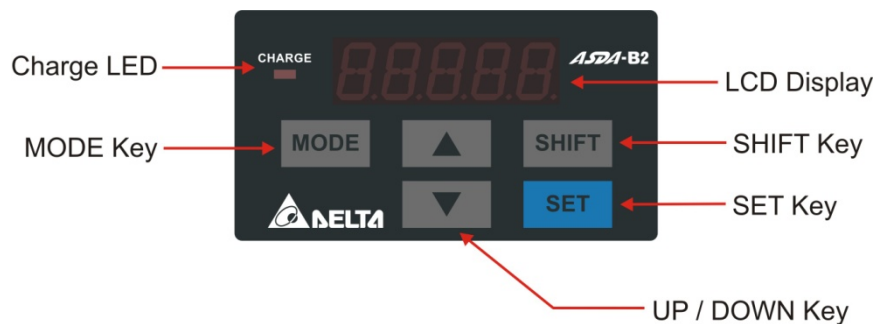 Charge LED
CHARGE
ASDA-B2
LCD Display
MODE Key
MODE
SHIFT
SHIFT Key
DELTA
SET
SET Key
UP / DOWN Key